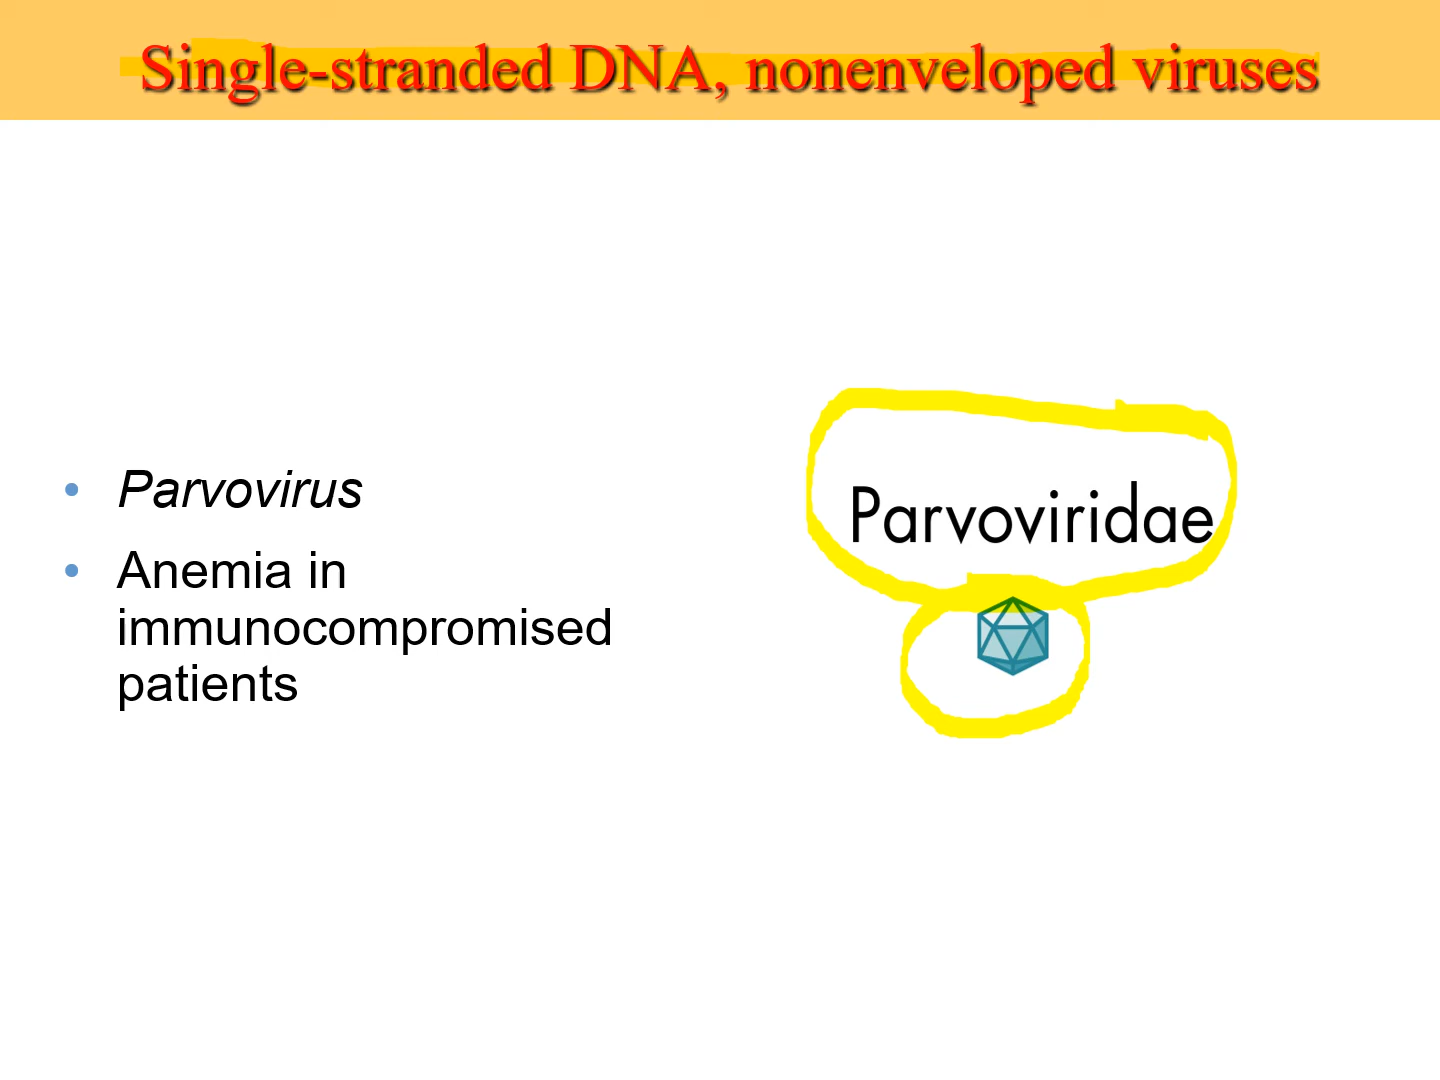 Single-stranded DNA, nonenveloped viruses
• Parvovirus
• Anemia in
immunocompromised
patients
Parvoviridae